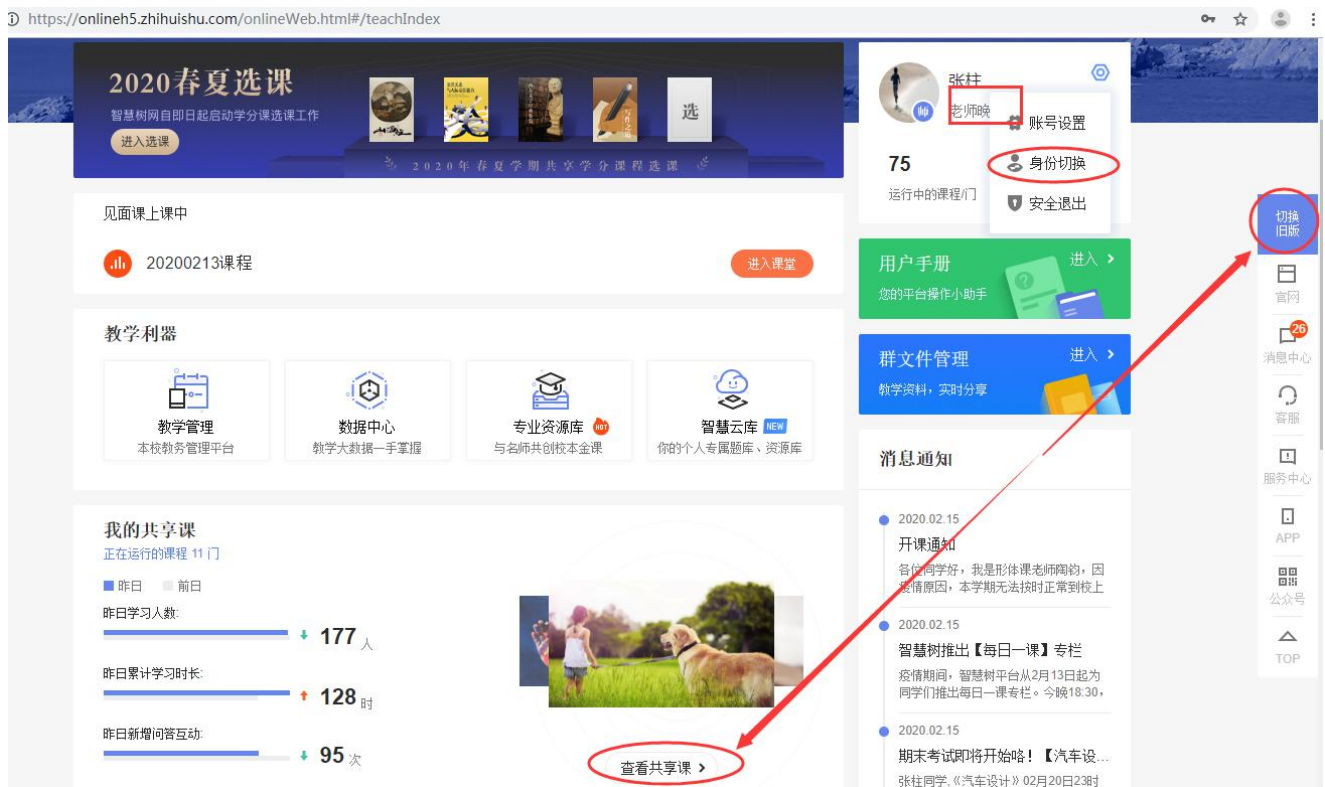 https://onlineh5.zhihuishu.com/onlineWeb.html#/teachIndex
2020春夏选课
智慧树网自即日起启动学分课选课工作
进入选课
选
2020年春夏学期共享学分课程选课
张柱
师
老师晚
账号设置
身份切换
安全退出
75
运行中的课程/门
见面课上课中
20200213课程
进入课堂
用户手册
进入
您的平台操作小助手
群文件管理
进入
教学资料，实时分享
教学利器
教学管理
本校教务管理平台
数据中心
教学大数据一手掌握
专业资源库 HOT
与名师共创校本金课
智慧云库 NEW
你的个人专属题库、资源库
我的共享课
正在运行的课程 11 门
昨日 前日
昨日学习人数:
177 人
昨日累计学习时长:
128 时
昨日新增问答互动:
95 次
查看共享课
消息通知
2020.02.15
开课通知
各位同学好，我是形体课老师陶钧，因
疫情原因，本学期无法按时正常到校上
2020.02.15
智慧树推出【每日一课】专栏
疫情期间，智慧树平台从2月13日起为
同学们推出每日一课专栏。今晚18:30，
2020.02.15
期末考试即将开始咯！【汽车设...
张柱同学,《汽车设计》02月20日23时
切换
旧版
官网
26
消息中心
客服
服务中心
APP
公众号
TOP